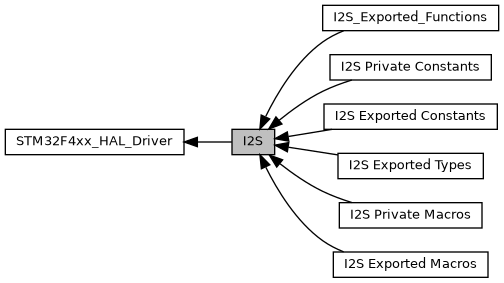 I2S_Exported_Functions
I2S Private Constants
I2S Exported Constants
STM32F4xx_HAL_Driver
I2S
I2S Exported Types
I2S Private Macros
I2S Exported Macros